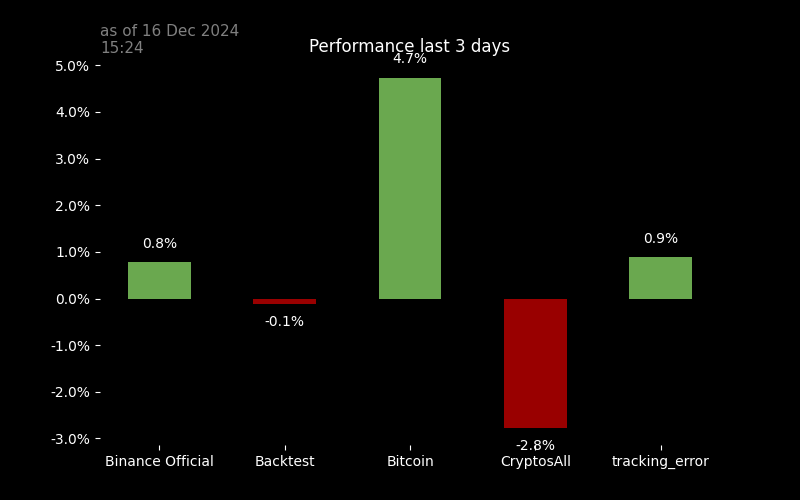 as of 16 Dec 2024
15:24
Performance last 3 days
5.0%
4.0%
3.0%
2.0%
1.0%
0.0%
-1.0%
-2.0%
-3.0%
0.8%
-0.1%
4.7%
-2.8%
0.9%
Binance Official
Backtest
Bitcoin
CryptosAll
tracking_error